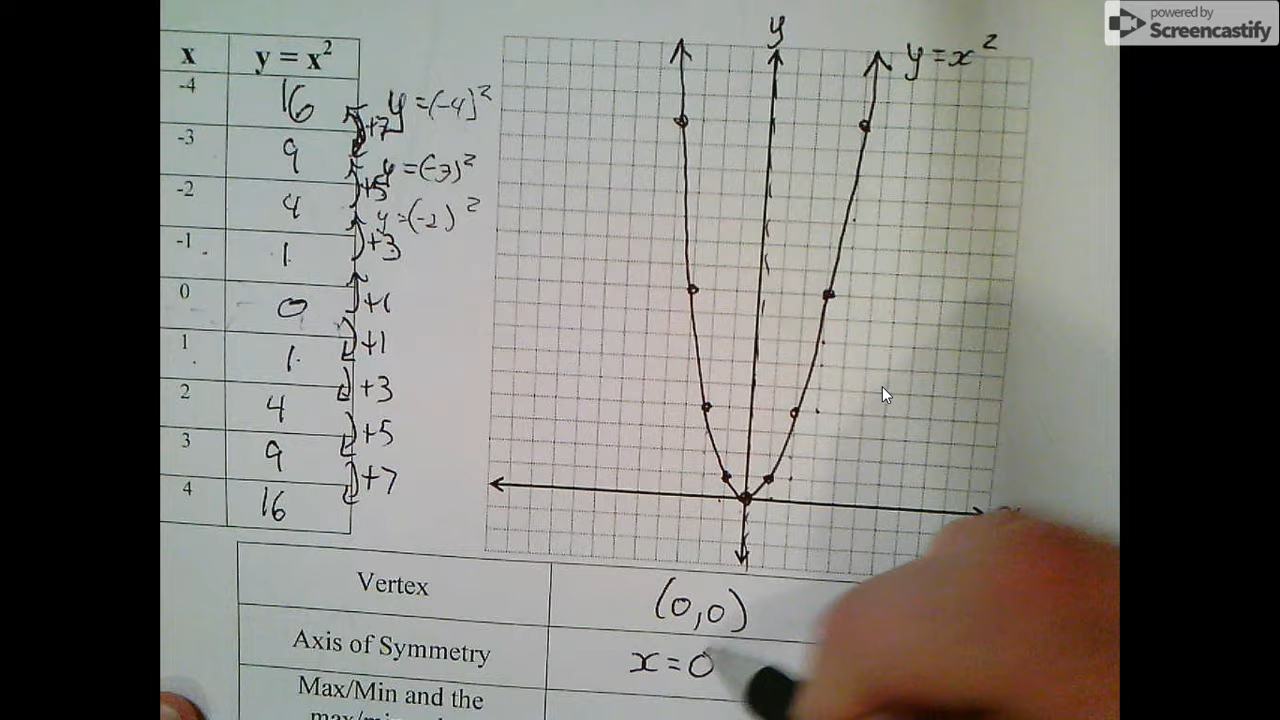 powered by
Screencastify
x y = x²
-4 16
-3 9
-2 4
-1 1
0 0
1 1
2 4
3 9
4 16
y = (-4)²
+7
y = (-3)²
+5
y = (-2)²
+3
+1
+1
+3
+5
+7
y
y = x²
Vertex (0,0)
Axis of Symmetry x = 0
Max/Min and the